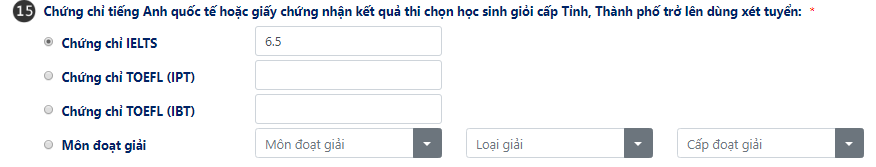 15 Chứng chỉ tiếng Anh quốc tế hoặc giấy chứng nhận kết quả thi chọn học sinh giỏi cấp Tỉnh, Thành phố trở lên dùng xét tuyển: *
Chứng chỉ IELTS 6.5
Chứng chỉ TOEFL (IPT)
Chứng chỉ TOEFL (IBT)
Môn đoạt giải Môn đoạt giải Loại giải Cấp đoạt giải